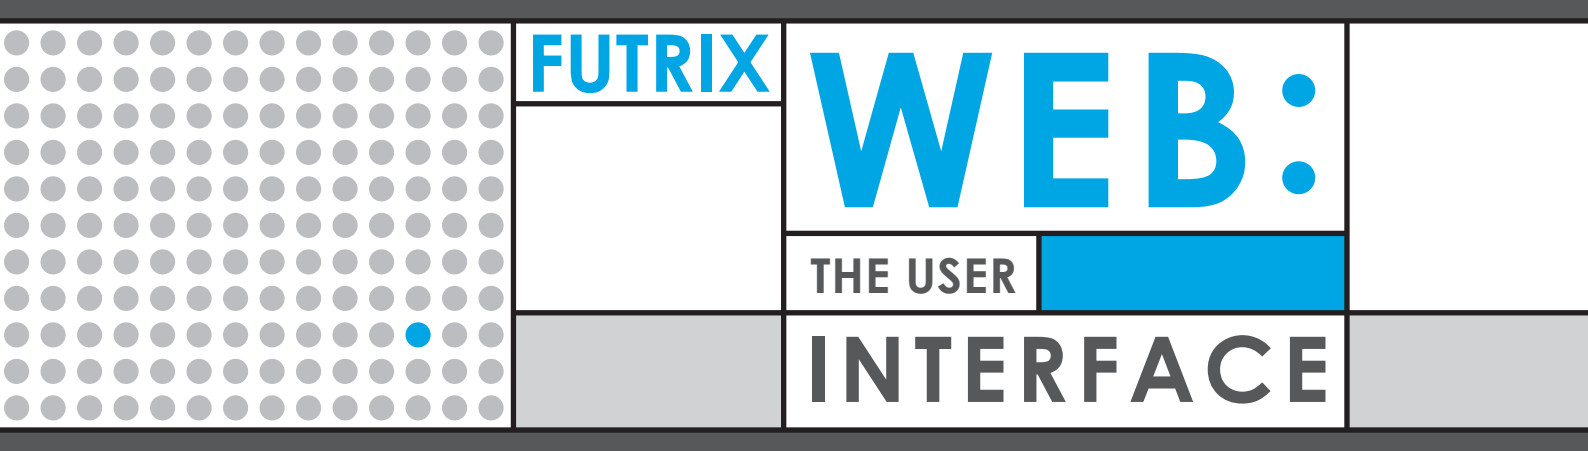 FUTRIX
WEB:
THE USER
INTERFACE